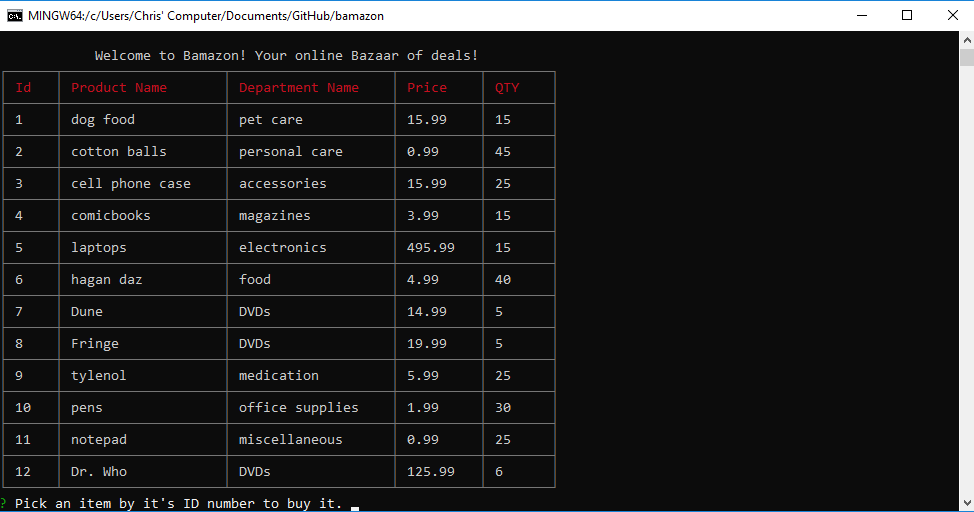 MINGW64:/c/Users/Chris' Computer/Documents/GitHub/bamazon
Welcome to Bamazon! Your online Bazaar of deals!
Id Product Name Department Name Price QTY
1 dog food pet care 15.99 15
2 cotton balls personal care 0.99 45
3 cell phone case accessories 15.99 25
4 comicbooks magazines 3.99 15
5 laptops electronics 495.99 15
6 hagan daz food 4.99 40
7 Dune DVDs 14.99 5
8 Fringe DVDs 19.99 5
9 tylenol medication 5.99 25
10 pens office supplies 1.99 30
11 notepad miscellaneous 0.99 25
12 Dr. Who DVDs 125.99 6
? Pick an item by it's ID number to buy it.